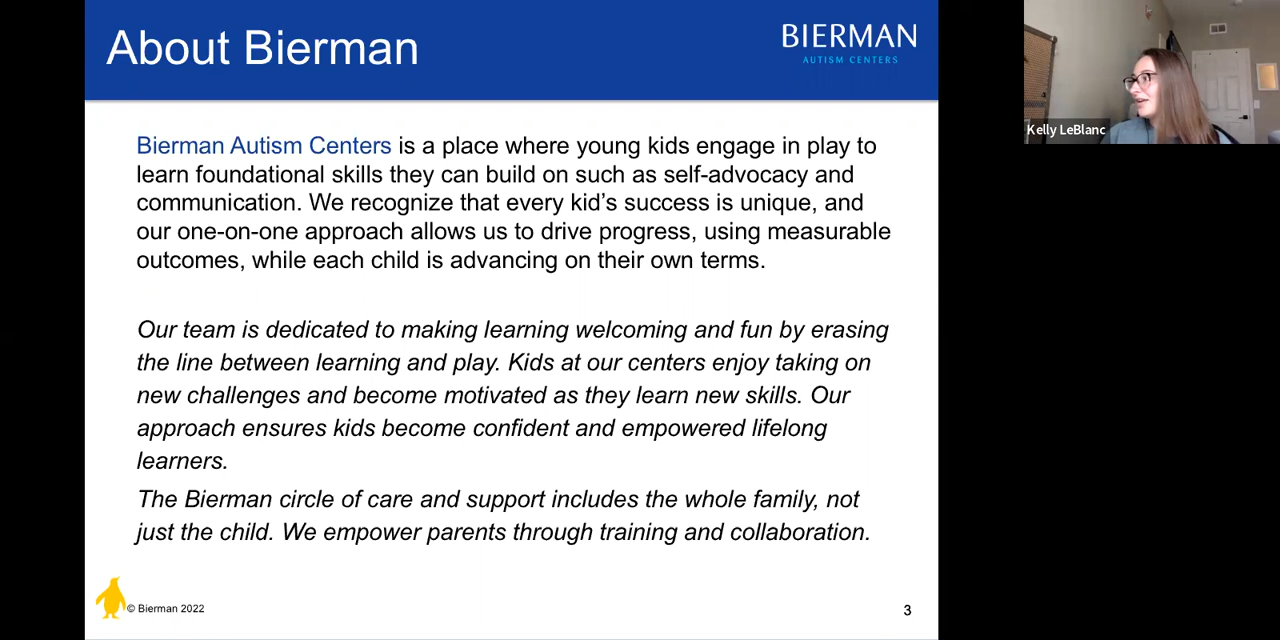 About Bierman
BIERMAN
AUTISM CENTERS
Kelly LeBlanc
Bierman Autism Centers is a place where young kids engage in play to
learn foundational skills they can build on such as self-advocacy and
communication. We recognize that every kid’s success is unique, and
our one-on-one approach allows us to drive progress, using measurable
outcomes, while each child is advancing on their own terms.
Our team is dedicated to making learning welcoming and fun by erasing
the line between learning and play. Kids at our centers enjoy taking on
new challenges and become motivated as they learn new skills. Our
approach ensures kids become confident and empowered lifelong
learners.
The Bierman circle of care and support includes the whole family, not
just the child. We empower parents through training and collaboration.
© Bierman 2022
3